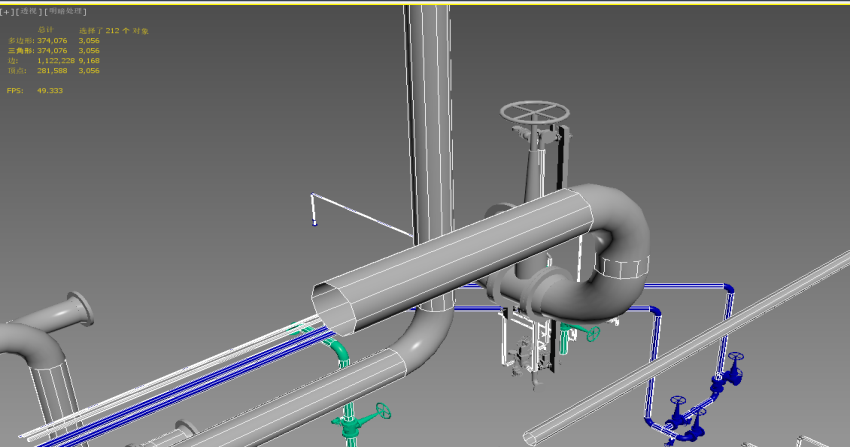 [+][透视][明暗处理]
总计 选择了 212 个 对象
多边形: 374,076 3,056
三角形: 374,076 3,056
边: 1,122,228 9,168
顶点: 281,588 3,056
FPS: 49.333